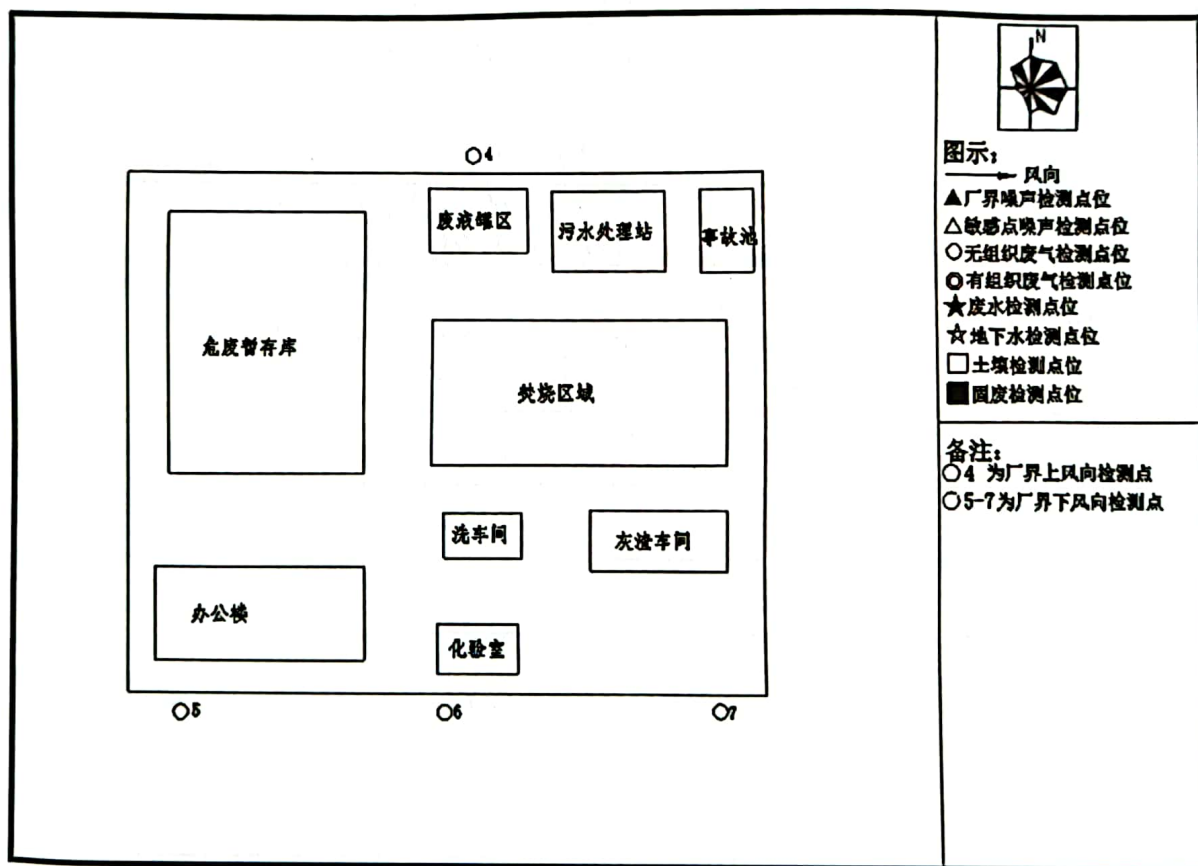 N
图示：
风向
▲厂界噪声检测点位
△敏感点噪声检测点位
○无组织废气检测点位
◎有组织废气检测点位
★废水检测点位
☆地下水检测点位
□土壤检测点位
■固废检测点位
备注：
○4 为厂界上风向检测点
○5-7为厂界下风向检测点
○4
废液罐区
污水处理站
事故池
危废暂存库
焚烧区域
洗车间
灰渣车间
办公楼
化验室
○5
○6
○7